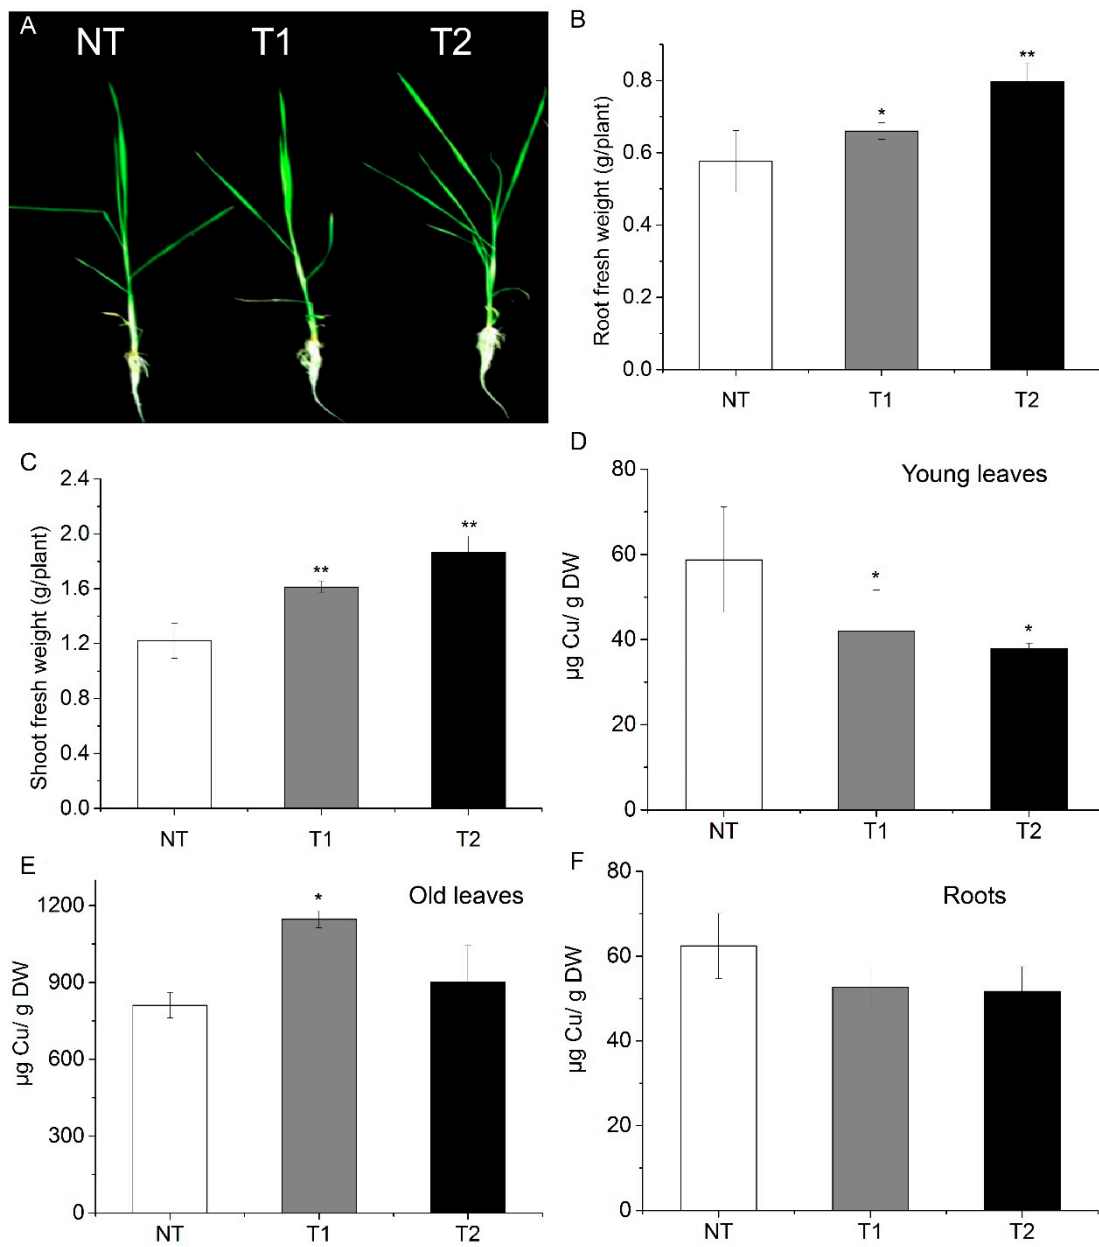 A
NT T1 T2
B
Root fresh weight (g/plant)
0.8
0.6
0.4
0.2
0.0
*
**
NT T1 T2
C
Shoot fresh weight (g/plant)
2.4
2.0
1.6
1.2
0.8
0.4
0.0
**
**
NT T1 T2
D
Young leaves
µg Cu/ g DW
80
60
40
20
0
*
*
NT T1 T2
E
Old leaves
µg Cu/ g DW
1200
900
600
300
0
*
NT T1 T2
F
Roots
µg Cu/ g DW
80
60
40
20
0
NT T1 T2